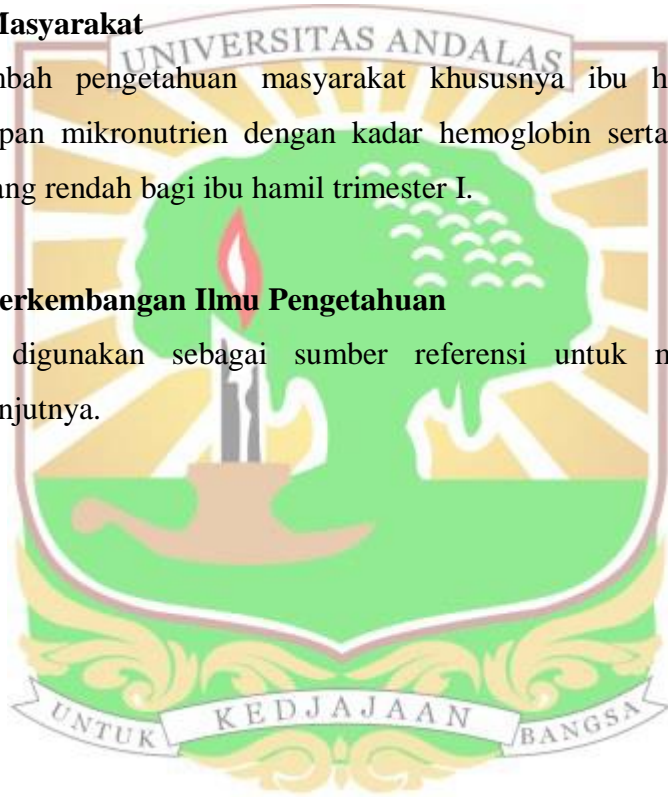 Masyarakat
UNIVERSITAS ANDALAS
mbah pengetahuan masyarakat khususnya ibu h
pan mikronutrien dengan kadar hemoglobin serta
ang rendah bagi ibu hamil trimester I.
erkembangan Ilmu Pengetahuan
digunakan sebagai sumber referensi untuk
njutnya.
UNTUK KEDJAJAAN BANGSA